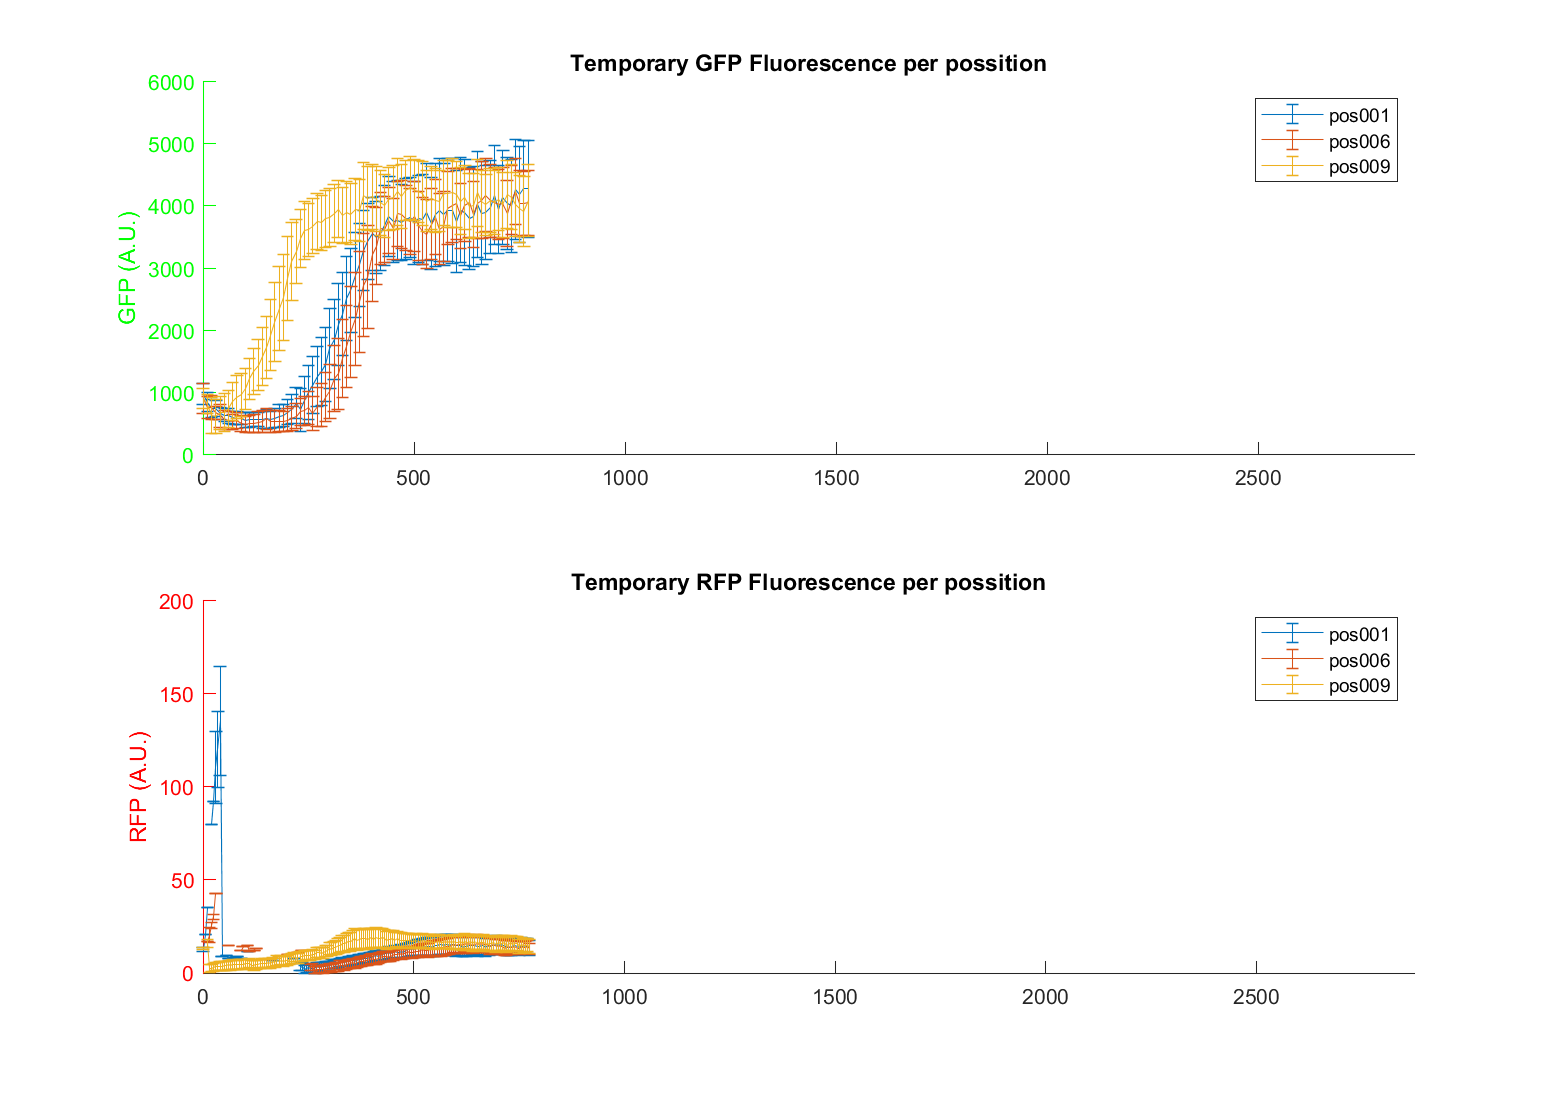 Temporary GFP Fluorescence per possition
6000
5000
4000
3000
2000
1000
0
GFP (A.U.)
pos001
pos006
pos009
0 500 1000 1500 2000 2500
Temporary RFP Fluorescence per possition
200
150
100
50
0
RFP (A.U.)
pos001
pos006
pos009
0 500 1000 1500 2000 2500